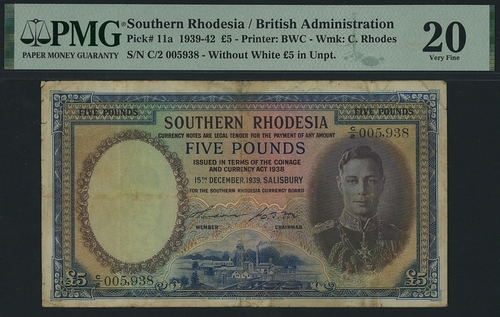 PMG
PAPER MONEY GUARANTY
Southern Rhodesia / British Administration
Pick# 11a 1939-42 £5 - Printer: BWC - Wmk: C. Rhodes
S/N C/2 005938 - Without White £5 in Unpt.
20
Very Fine
FIVE POUNDS
FIVE POUNDS
SOUTHERN RHODESIA
C/2 005,938
CURRENCY NOTES ARE LEGAL TENDER FOR THE PAYMENT OF ANY AMOUNT
FIVE POUNDS
ISSUED IN TERMS OF THE COINAGE
AND CURRENCY ACT 1938
15TH DECEMBER, 1939, SALISBURY
FOR THE SOUTHERN RHODESIA CURRENCY BOARD
MEMBER CHAIRMAN
£5 C/2 005,938 £5